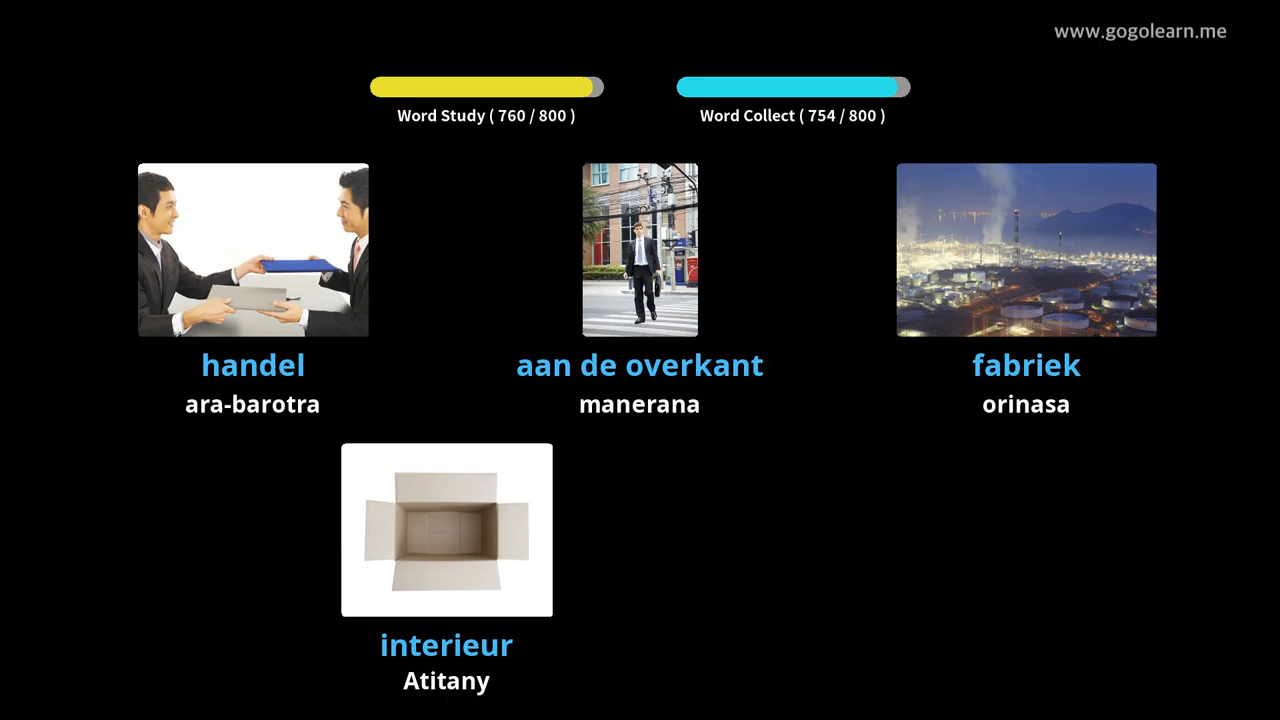 www.gogolearn.me
Word Study ( 760 / 800 )
Word Collect ( 754 / 800 )
handel
aan de overkant
fabriek
ara-barotra
manerana
orinasa
interieur
Atitany